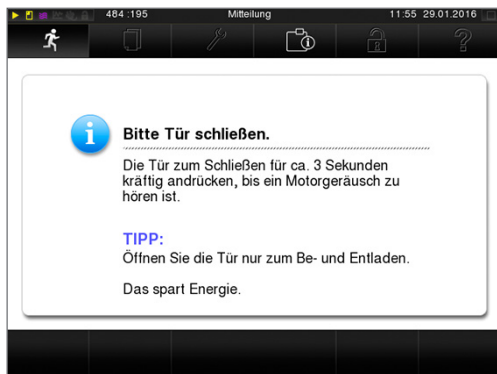 484 :195 Mitteilung 11:55 29.01.2016
Bitte Tür schließen.
Die Tür zum Schließen für ca. 3 Sekunden
kräftig andrücken, bis ein Motorgeräusch zu
hören ist.
TIPP:
Öffnen Sie die Tür nur zum Be- und Entladen.
Das spart Energie.